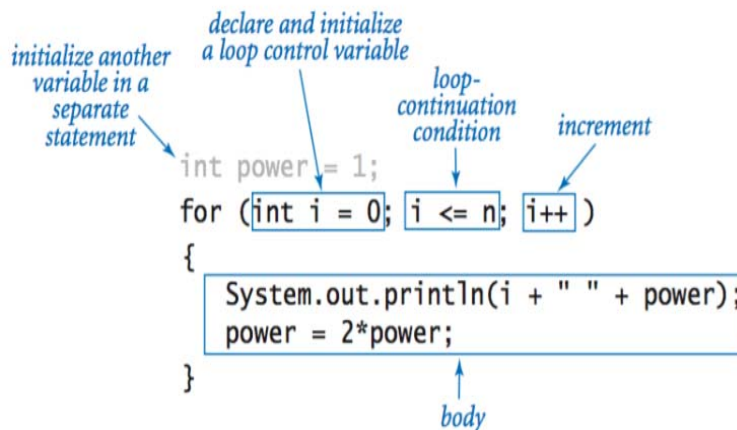 declare and initialize
a loop control variable
initialize another
variable in a
separate
statement
loop-
continuation
condition
increment
int power = 1;
for (int i = 0; i <= n; i++ )
{
System.out.println(i + " " + power);
power = 2*power;
}
body